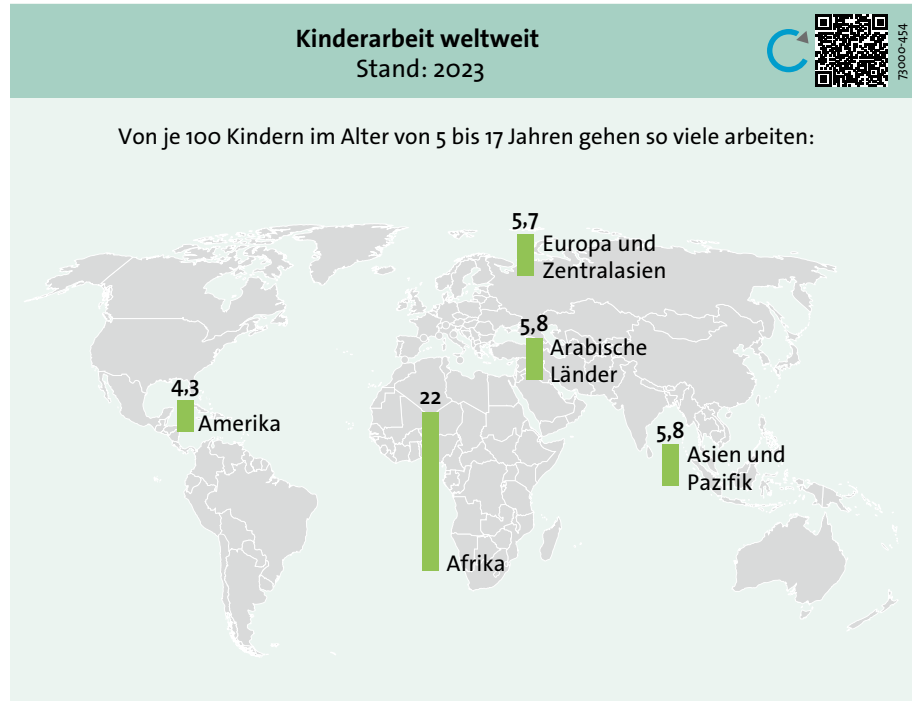 Kinderarbeit weltweit
Stand: 2023
73000-454
Von je 100 Kindern im Alter von 5 bis 17 Jahren gehen so viele arbeiten:
5,7
Europa und
Zentralasien
5,8
Arabische
Länder
4,3
Amerika
22
Afrika
5,8
Asien und
Pazifik